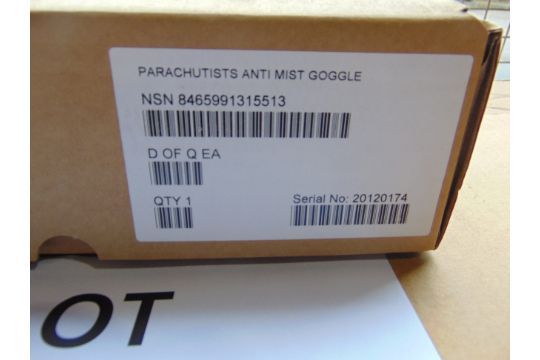 PARACHUTISTS ANTI MIST GOGGLE
NSN 8465991315513
D OF Q EA
QTY 1
Serial No: 20120174
OT